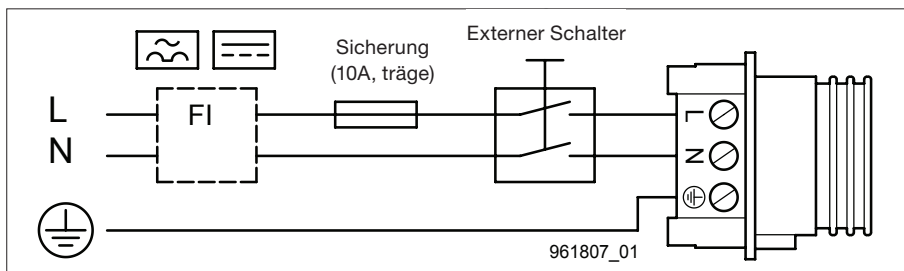 Sicherung
(10A, träge)
Externer Schalter
L
FI
N
L
N
961807_01